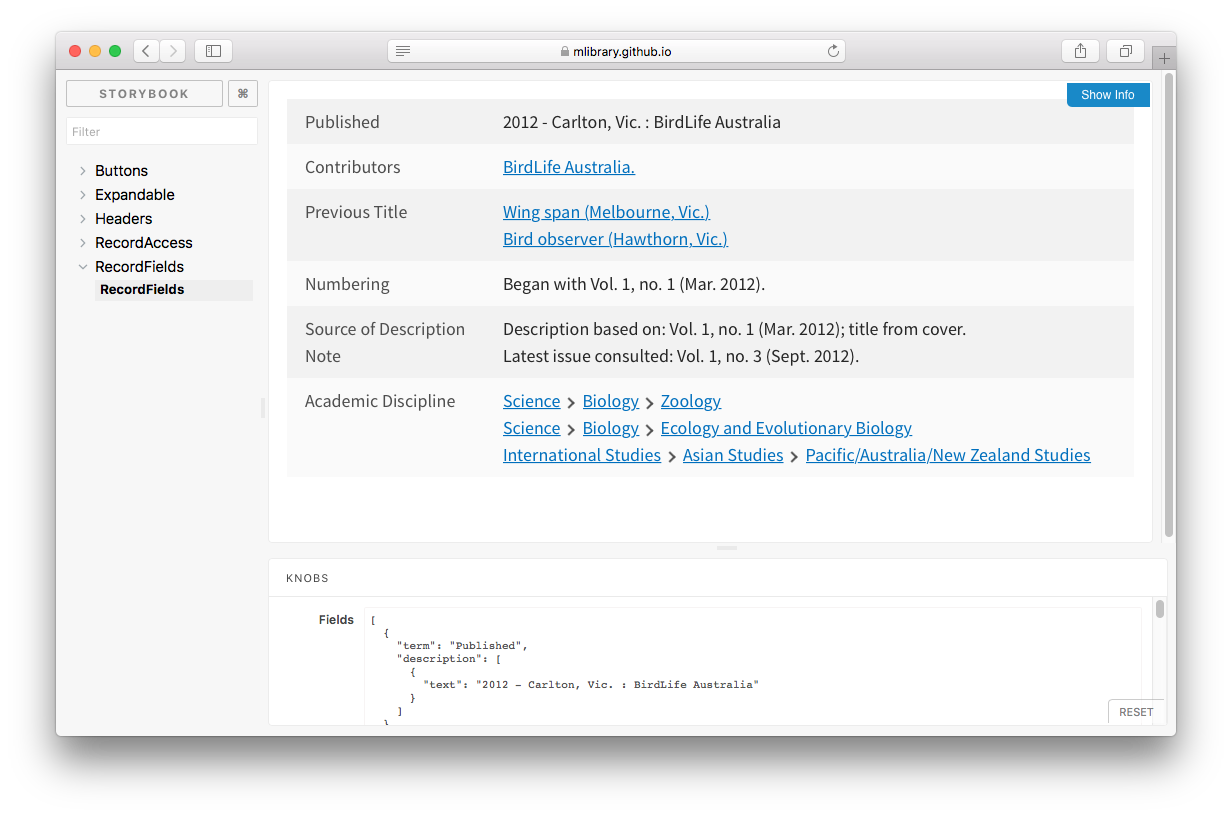 mlibrary.github.io
STORYBOOK
⌘
Filter
Buttons
Expandable
Headers
RecordAccess
RecordFields
RecordFields
Show Info
Published 2012 - Carlton, Vic. : BirdLife Australia
Contributors BirdLife Australia.
Previous Title Wing span (Melbourne, Vic.)
Bird observer (Hawthorn, Vic.)
Numbering Began with Vol. 1, no. 1 (Mar. 2012).
Source of Description Description based on: Vol. 1, no. 1 (Mar. 2012); title from cover.
Note Latest issue consulted: Vol. 1, no. 3 (Sept. 2012).
Academic Discipline Science > Biology > Zoology
Science > Biology > Ecology and Evolutionary Biology
International Studies > Asian Studies > Pacific/Australia/New Zealand Studies
KNOBS
Fields [
{
"term": "Published",
"description": [
{
"text": "2012 - Carlton, Vic. : BirdLife Australia"
}
]
}
RESET